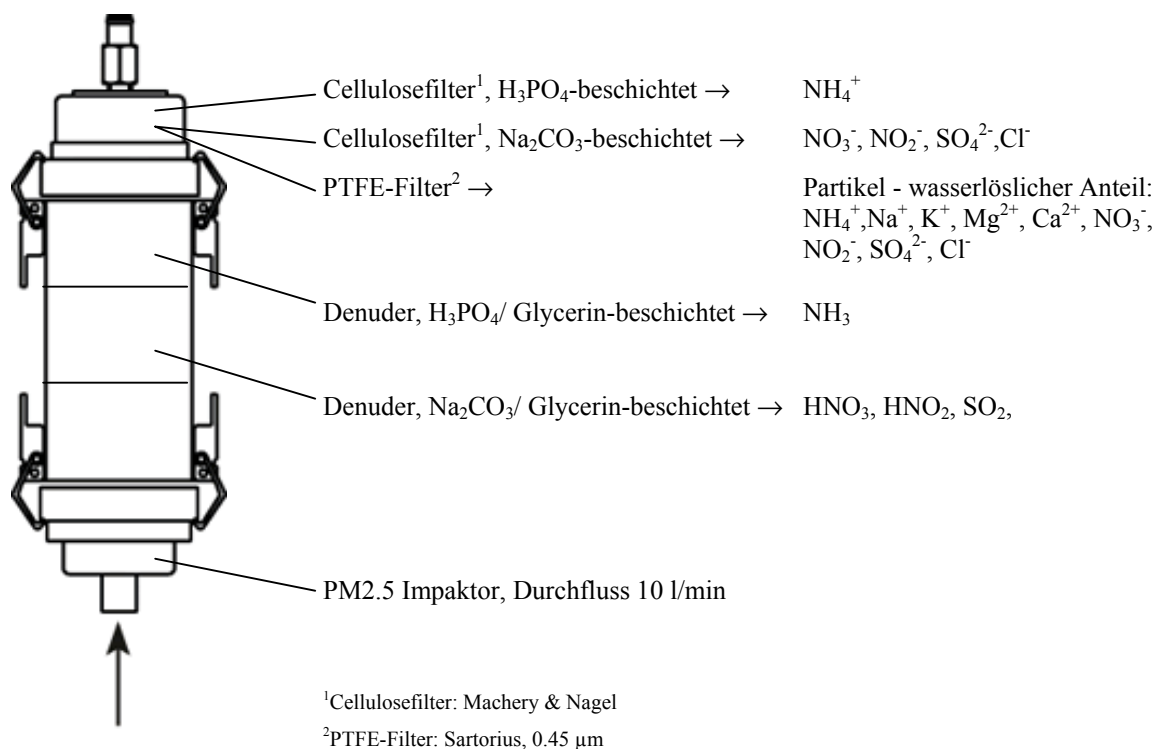 Cellulosefilter¹, H₃PO₄-beschichtet → NH₄⁺
Cellulosefilter¹, Na₂CO₃-beschichtet → NO₃⁻, NO₂⁻, SO₄²⁻,Cl⁻
PTFE-Filter² → Partikel - wasserlöslicher Anteil:
NH₄⁺,Na⁺, K⁺, Mg²⁺, Ca²⁺, NO₃⁻,
NO₂⁻, SO₄²⁻, Cl⁻
Denuder, H₃PO₄/ Glycerin-beschichtet → NH₃
Denuder, Na₂CO₃/ Glycerin-beschichtet → HNO₃, HNO₂, SO₂,
PM2.5 Impaktor, Durchfluss 10 l/min
¹Cellulosefilter: Machery & Nagel
²PTFE-Filter: Sartorius, 0.45 µm